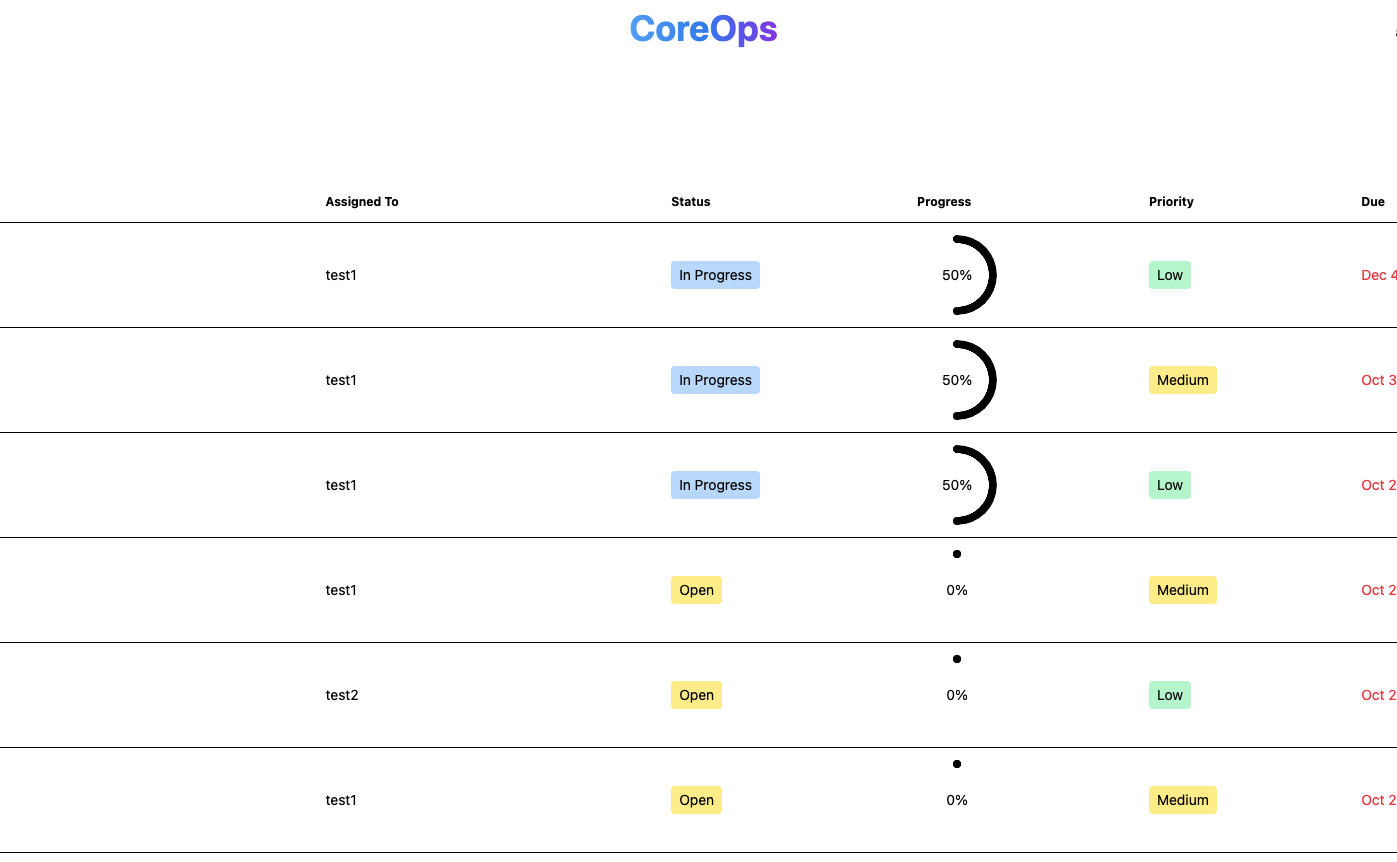 CoreOps
Assigned To Status Progress Priority Due
test1 In Progress 50% Low Dec 4
test1 In Progress 50% Medium Oct 3
test1 In Progress 50% Low Oct 2
test1 Open 0% Medium Oct 2
test2 Open 0% Low Oct 2
test1 Open 0% Medium Oct 2